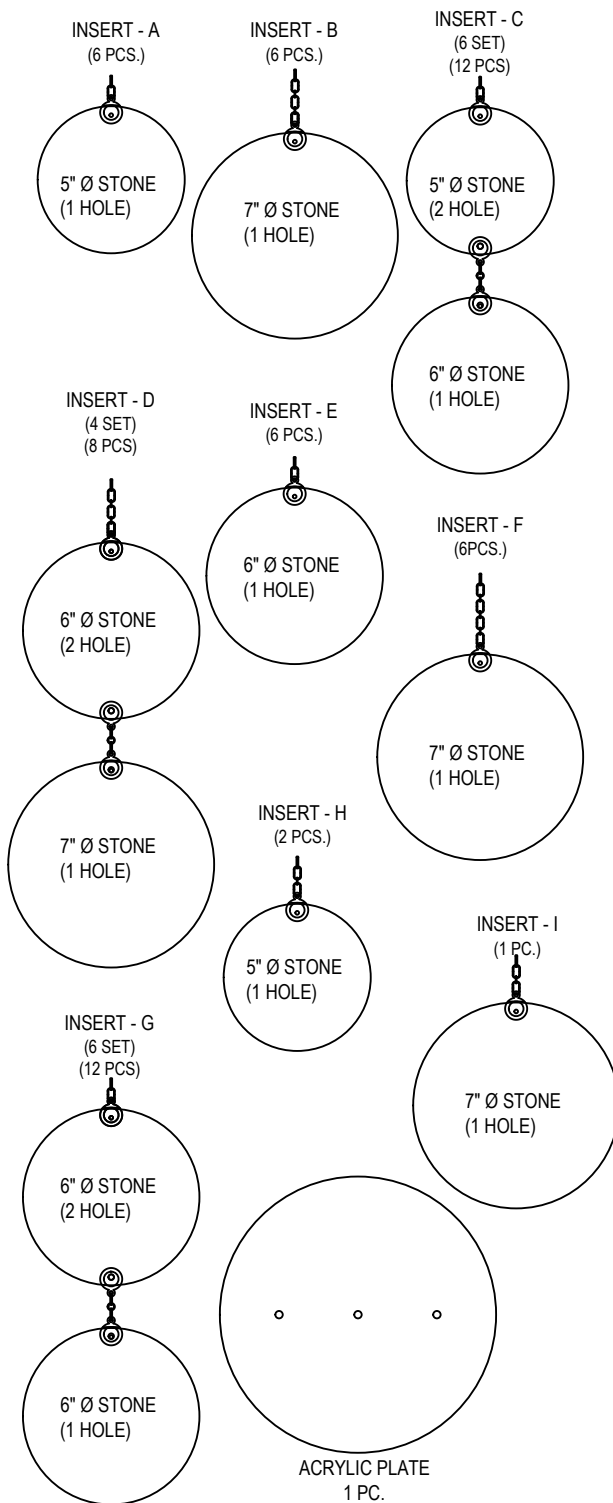 INSERT - A
(6 PCS.)
5" Ø STONE
(1 HOLE)
INSERT - B
(6 PCS.)
7" Ø STONE
(1 HOLE)
INSERT - C
(6 SET)
(12 PCS)
5" Ø STONE
(2 HOLE)
6" Ø STONE
(1 HOLE)
INSERT - D
(4 SET)
(8 PCS)
6" Ø STONE
(2 HOLE)
7" Ø STONE
(1 HOLE)
INSERT - E
(6 PCS.)
6" Ø STONE
(1 HOLE)
INSERT - F
(6PCS.)
7" Ø STONE
(1 HOLE)
INSERT - H
(2 PCS.)
5" Ø STONE
(1 HOLE)
INSERT - I
(1 PC.)
7" Ø STONE
(1 HOLE)
INSERT - G
(6 SET)
(12 PCS)
6" Ø STONE
(2 HOLE)
6" Ø STONE
(1 HOLE)
ACRYLIC PLATE
1 PC.